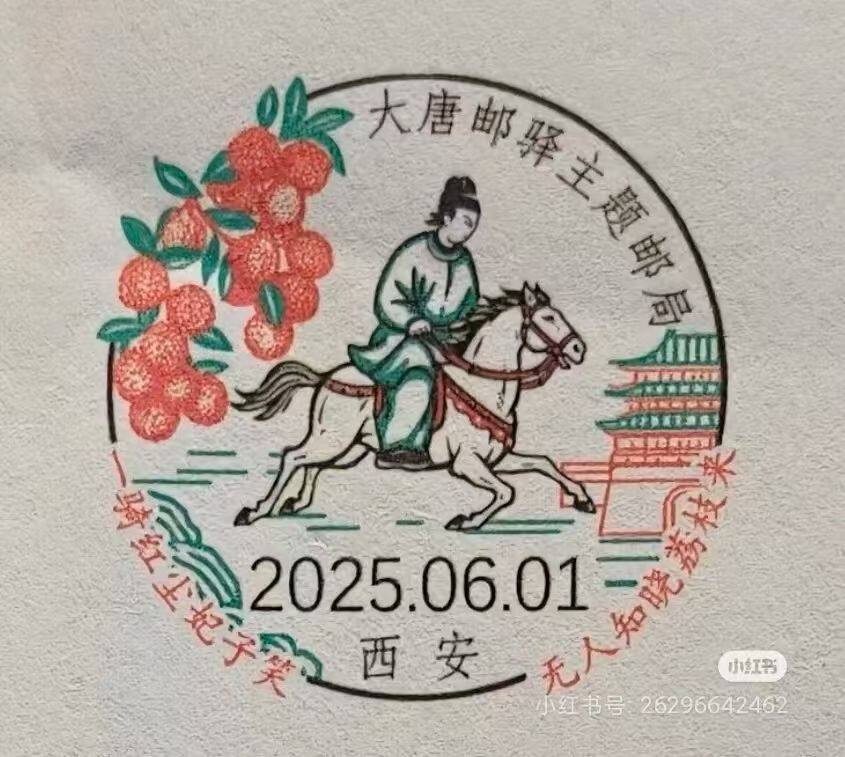 大唐邮驿主题邮局
一骑红尘妃子笑
无人知晓荔枝来
2025.06.01
西安
小红书
小红书号: 26296642462